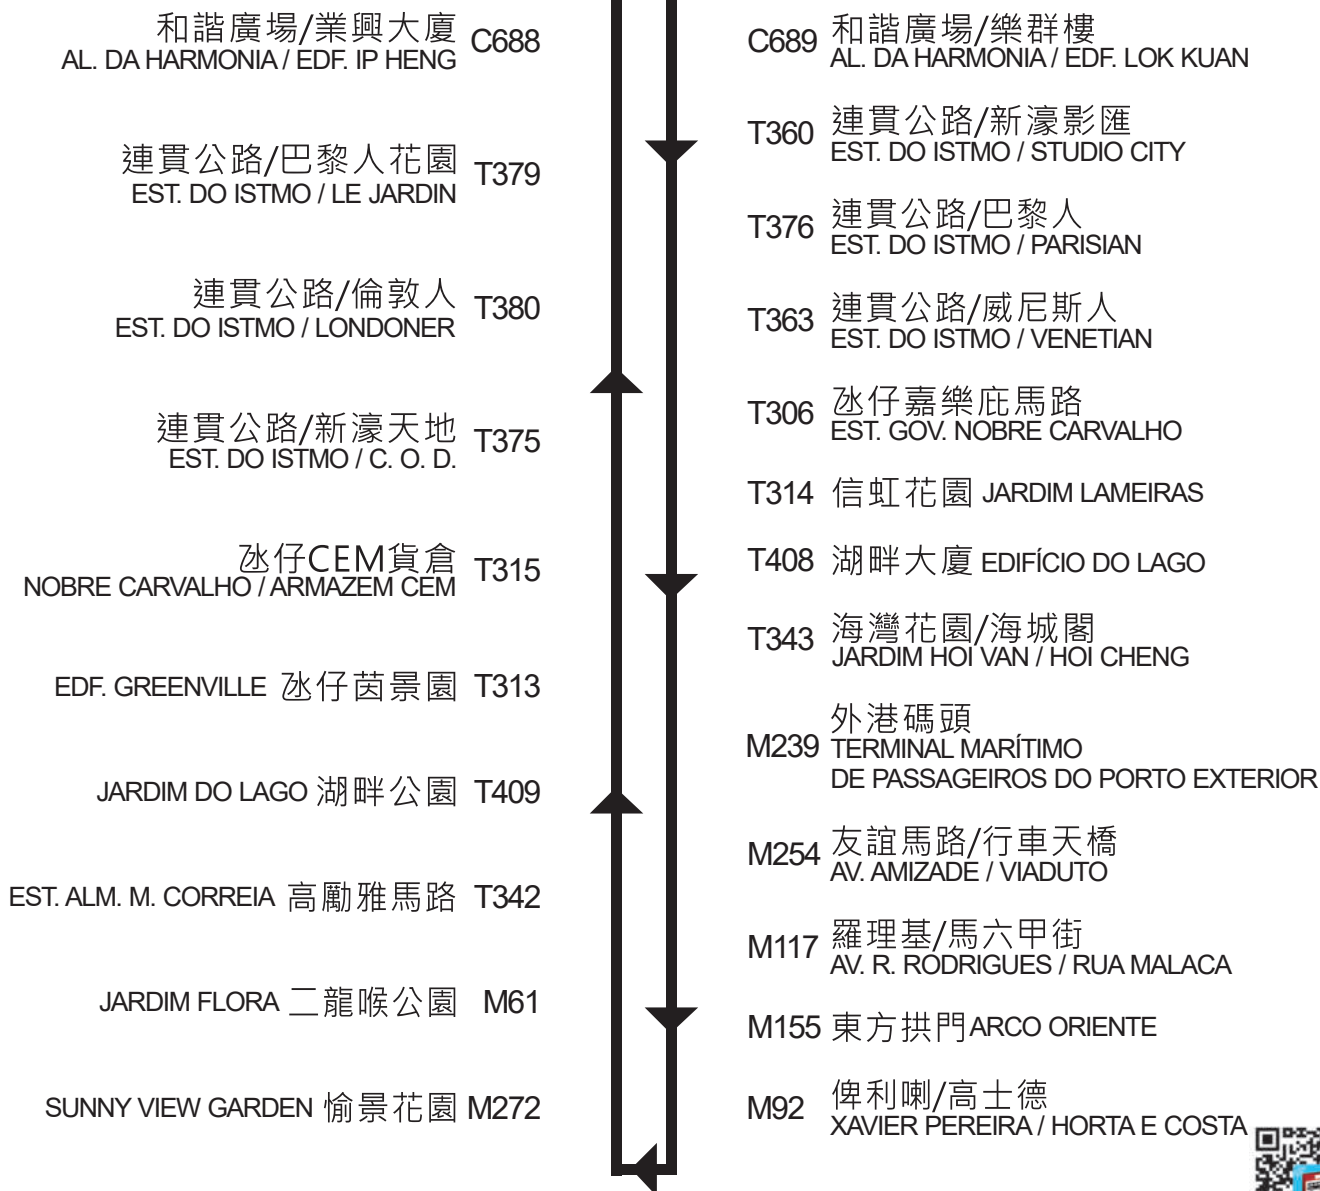 和諧廣場/業興大廈
AL. DA HARMONIA / EDF. IP HENG
C688
連貫公路/巴黎人花園
EST. DO ISTMO / LE JARDIN
T379
連貫公路/倫敦人
EST. DO ISTMO / LONDONER
T380
連貫公路/新濠天地
EST. DO ISTMO / C. O. D.
T375
氹仔CEM貨倉
NOBRE CARVALHO / ARMAZEM CEM
T315
EDF. GREENVILLE 氹仔茵景園 T313
JARDIM DO LAGO 湖畔公園 T409
EST. ALM. M. CORREIA 高勵雅馬路 T342
JARDIM FLORA 二龍喉公園 M61
SUNNY VIEW GARDEN 愉景花園 M272
C689
和諧廣場/樂群樓
AL. DA HARMONIA / EDF. LOK KUAN
T360
連貫公路/新濠影匯
EST. DO ISTMO / STUDIO CITY
T376
連貫公路/巴黎人
EST. DO ISTMO / PARISIAN
T363
連貫公路/威尼斯人
EST. DO ISTMO / VENETIAN
T306
氹仔嘉樂庇馬路
EST. GOV. NOBRE CARVALHO
T314 信虹花園 JARDIM LAMEIRAS
T408 湖畔大廈 EDIFÍCIO DO LAGO
T343
海灣花園/海城閣
JARDIM HOI VAN / HOI CHENG
M239
外港碼頭
TERMINAL MARÍTIMO
DE PASSAGEIROS DO PORTO EXTERIOR
M254
友誼馬路/行車天橋
AV. AMIZADE / VIADUTO
M117
羅理基/馬六甲街
AV. R. RODRIGUES / RUA MALACA
M155 東方拱門ARCO ORIENTE
M92
俾利喇/高士德
XAVIER PEREIRA / HORTA E COSTA